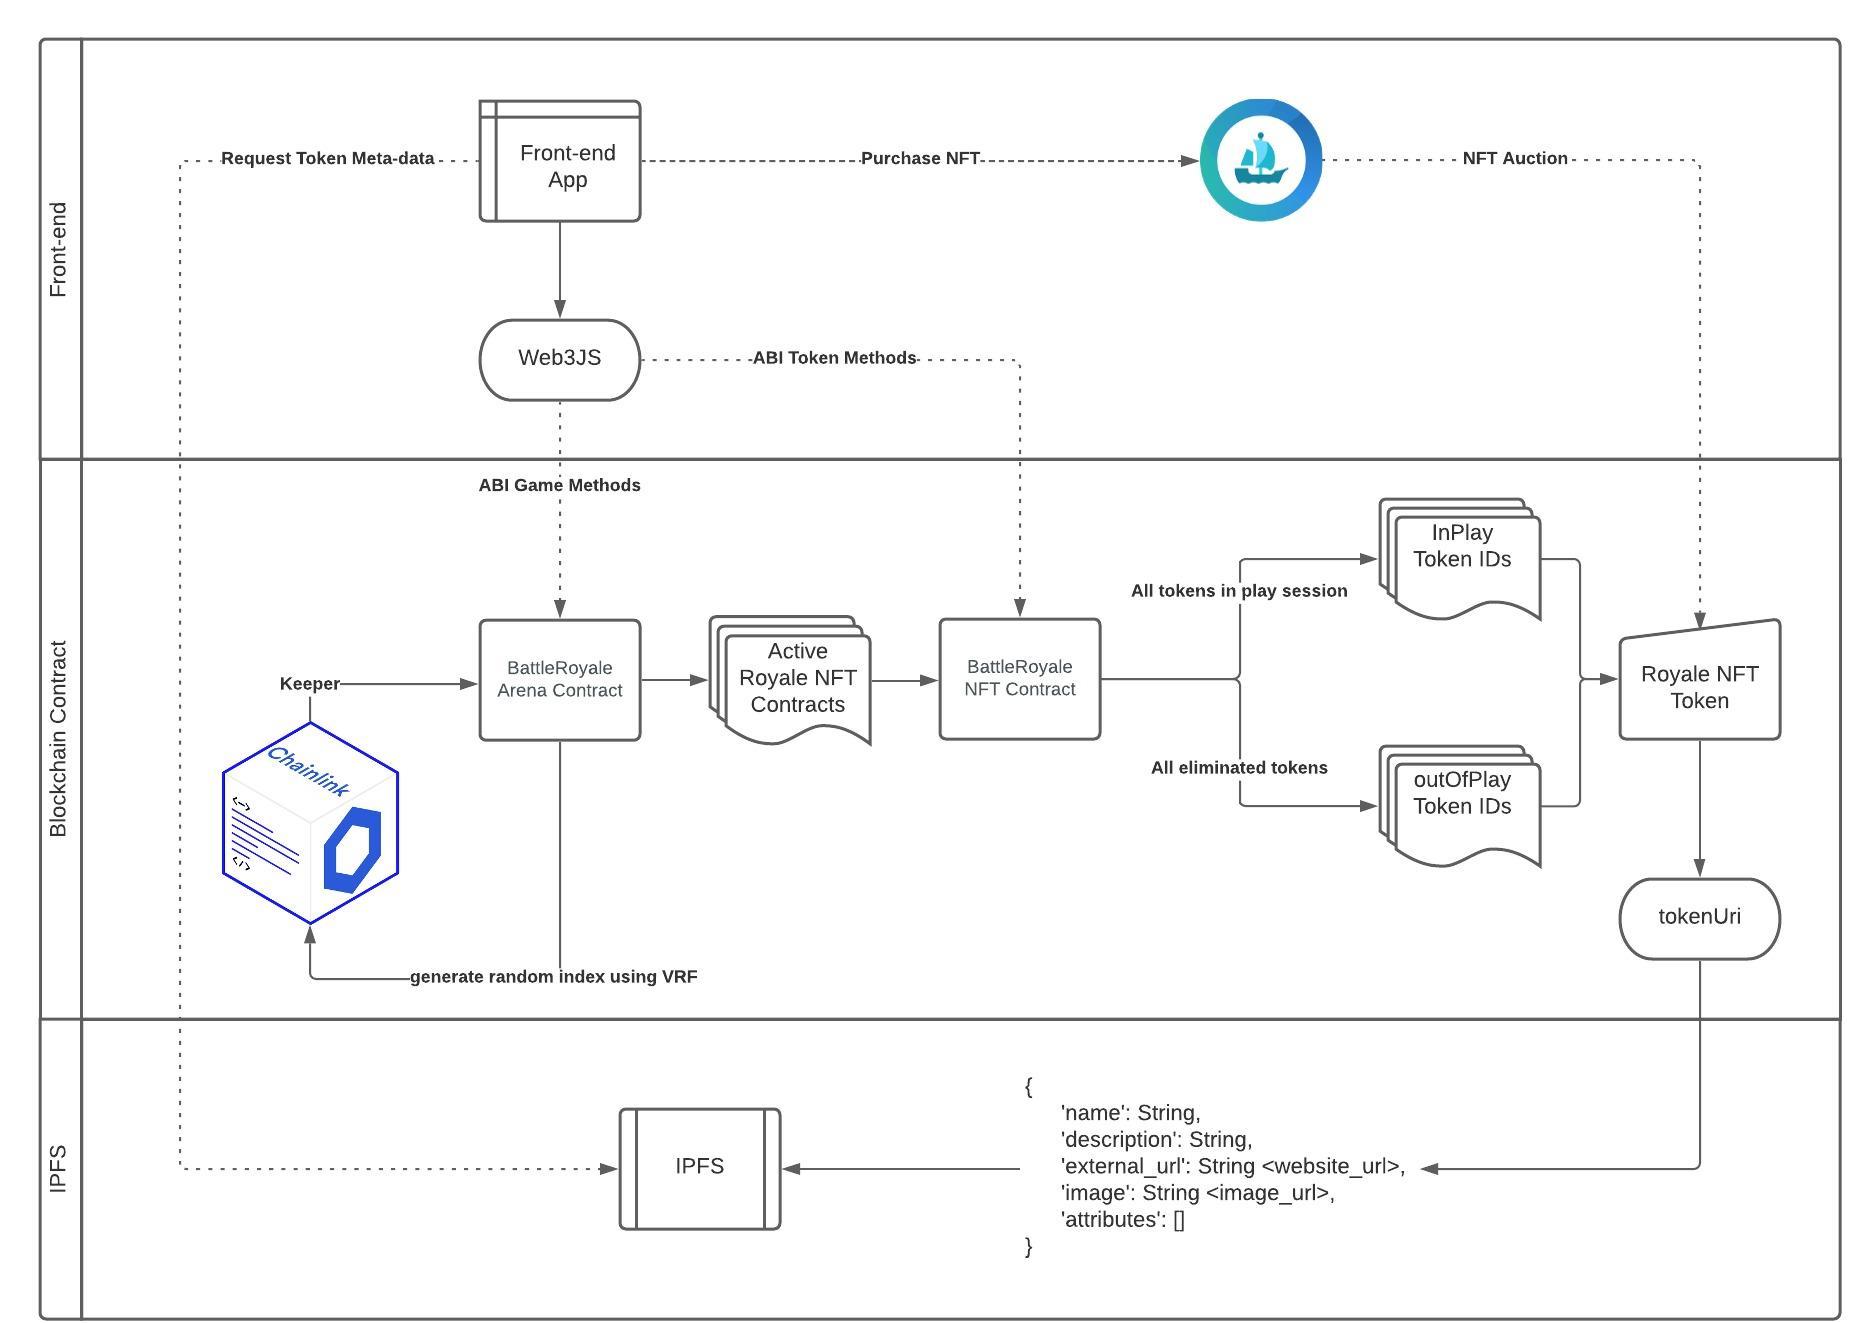 Front-end
Request Token Meta-data
Front-end
App
Purchase NFT
NFT Auction
Web3JS
ABI Token Methods
Blockchain Contract
ABI Game Methods
InPlay
Token IDs
All tokens in play session
Keeper
BattleRoyale
Arena Contract
Active
Royale NFT
Contracts
BattleRoyale
NFT Contract
Royale NFT
Token
Chainlink
<->
</>
All eliminated tokens
outOfPlay
Token IDs
tokenUri
generate random index using VRF
IPFS
IPFS
{
'name': String,
'description': String,
'external_url': String <website_url>,
'image': String <image_url>,
'attributes': []
}